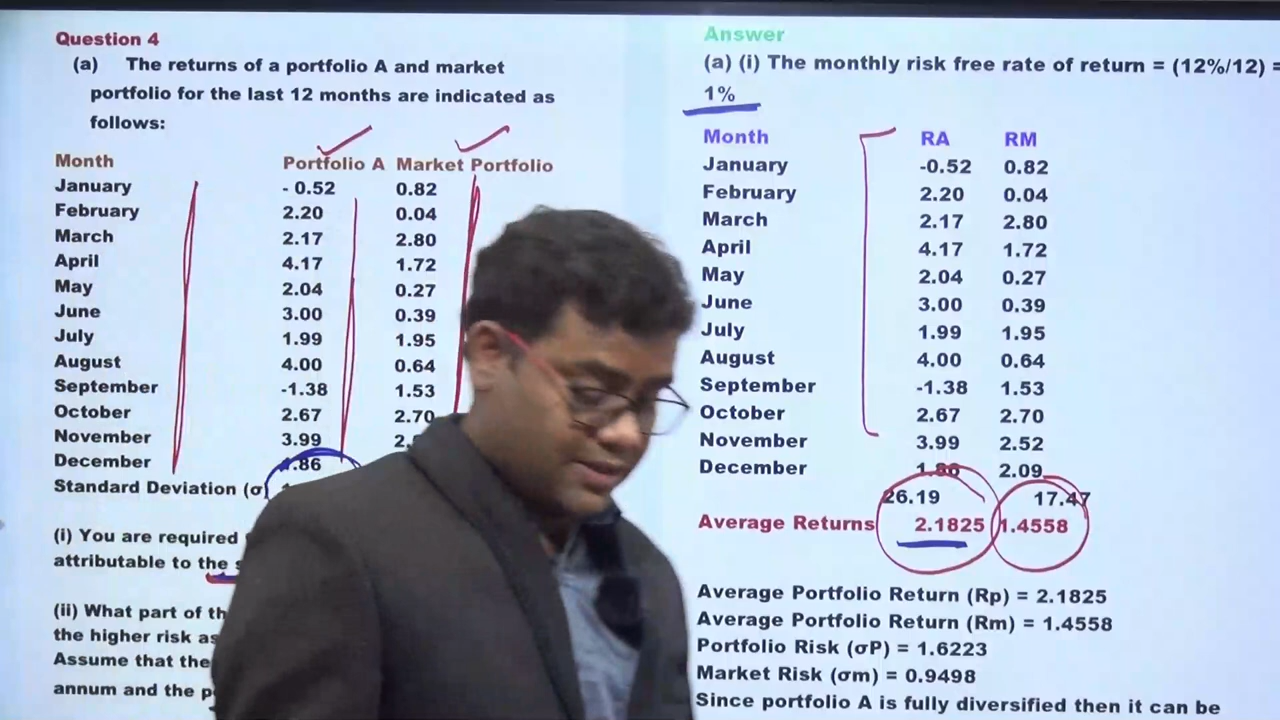 Question 4
(a) The returns of a portfolio A and market
portfolio for the last 12 months are indicated as
follows:
Month Portfolio A Market Portfolio
January - 0.52 0.82
February 2.20 0.04
March 2.17 2.80
April 4.17 1.72
May 2.04 0.27
June 3.00 0.39
July 1.99 1.95
August 4.00 0.64
September -1.38 1.53
October 2.67 2.70
November 3.99
December
Standard Deviation (σ)
(i) You are required
attributable to the
(ii) What part of
the higher risk
Assume that the
annum and the
Answer
(a) (i) The monthly risk free rate of return = (12%/12) =
1%
Month RA RM
January -0.52 0.82
February 2.20 0.04
March 2.17 2.80
April 4.17 1.72
May 2.04 0.27
June 3.00 0.39
July 1.99 1.95
August 4.00 0.64
September -1.38 1.53
October 2.67 2.70
November 3.99 2.52
December 1.86 2.09
26.19 17.47
Average Returns 2.1825 1.4558
Average Portfolio Return (Rp) = 2.1825
Average Portfolio Return (Rm) = 1.4558
Portfolio Risk (σP) = 1.6223
Market Risk (σm) = 0.9498
Since portfolio A is fully diversified then it can be